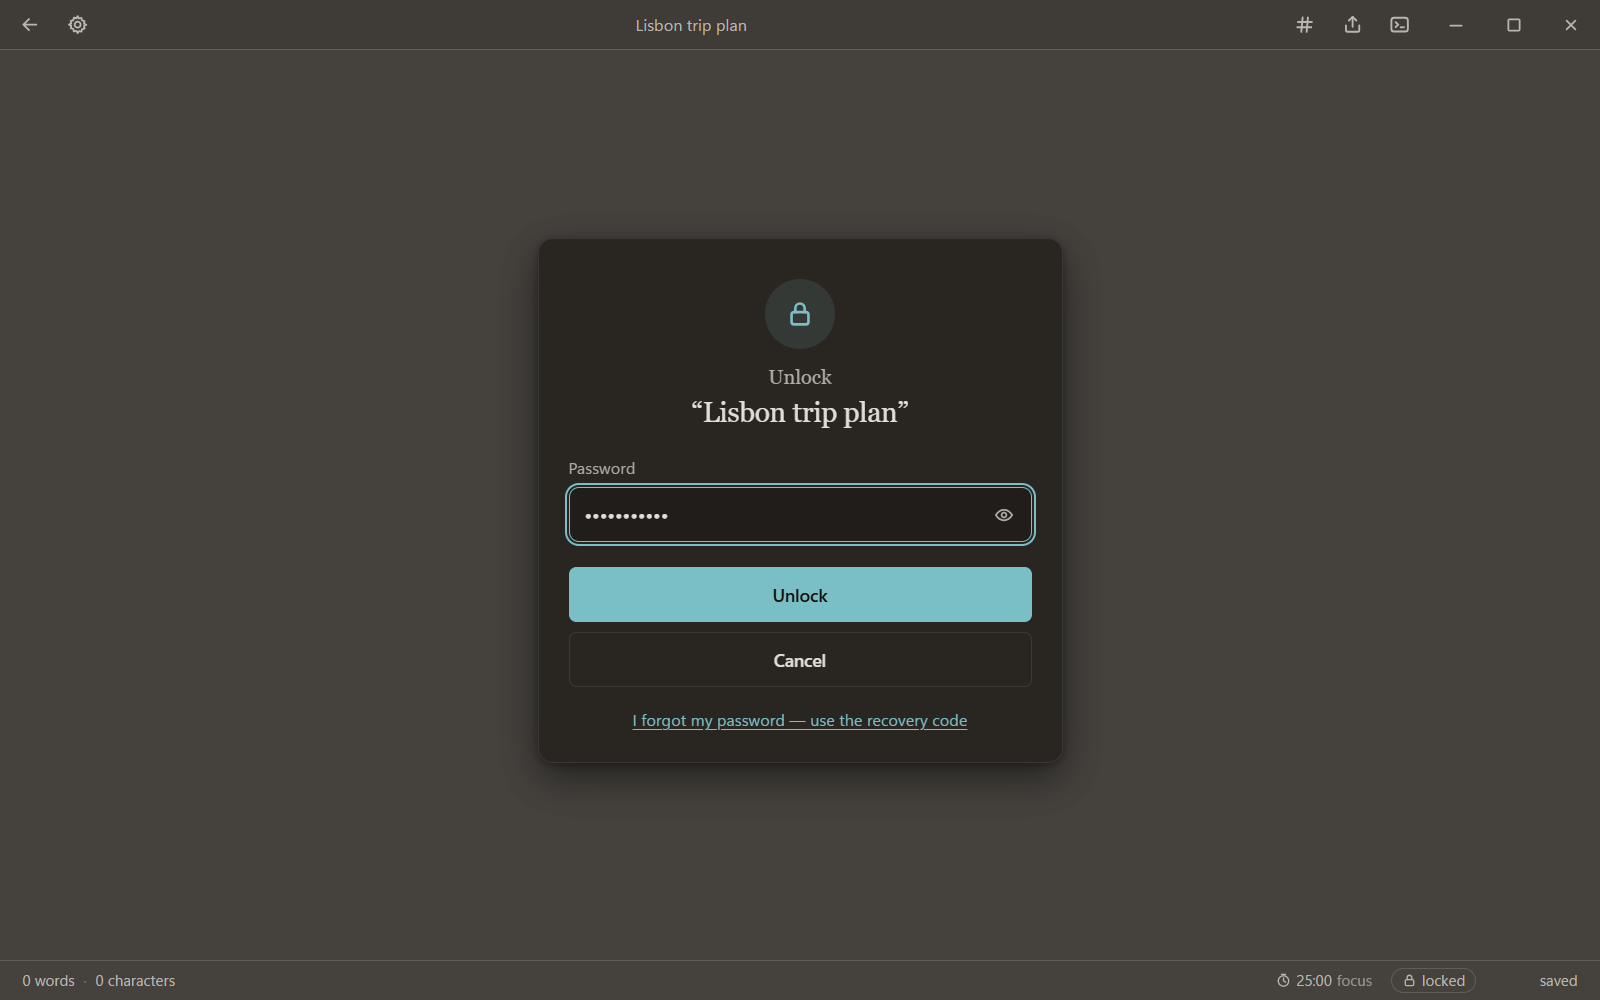 Lisbon trip plan
Unlock
“Lisbon trip plan”
Password
•••••••••••
Unlock
Cancel
I forgot my password — use the recovery code
0 words · 0 characters
25:00 focus
locked
saved